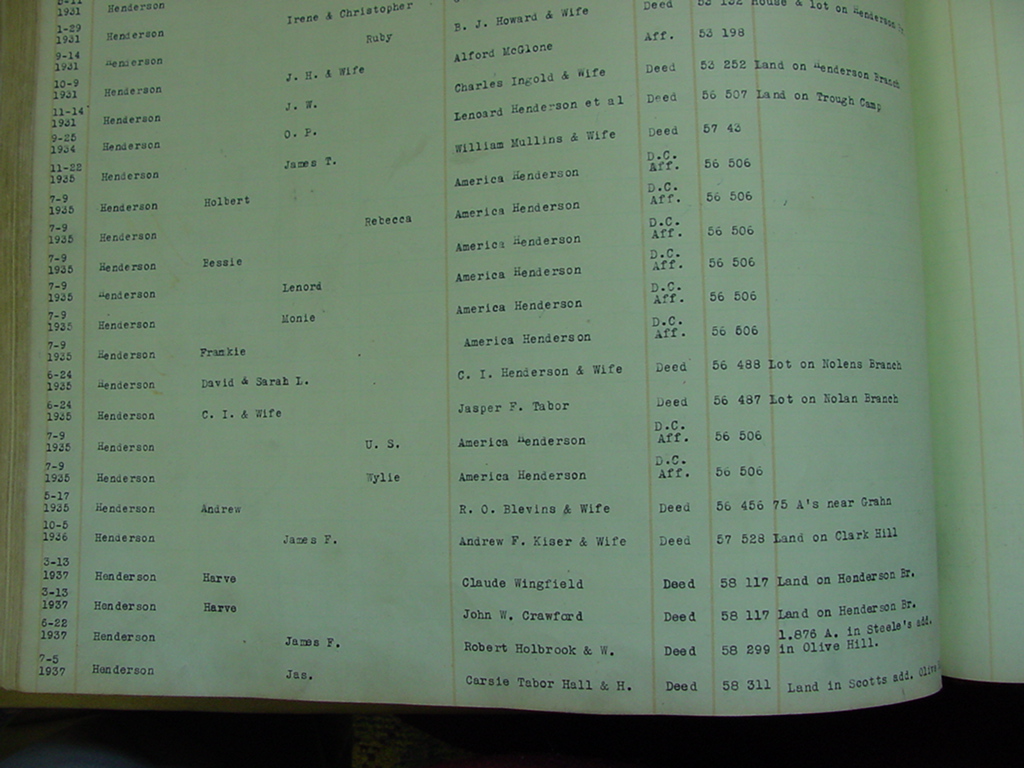 1931 Henderson
1-29
1931 Henderson Irene & Christopher B. J. Howard & Wife Deed 53 132 House & lot on Henderson Br.
9-14
1931 Henderson Ruby Alford McGlone Aff. 53 198
10-9
1931 Henderson J. H. & Wife Charles Ingold & Wife Deed 53 252 Land on Henderson Branch
11-14
1931 Henderson J. W. Lenoard Henderson et al Deed 56 507 Land on Trough Camp
9-25
1934 Henderson O. P. William Mullins & Wife Deed 57 43
11-22 D.C.
1935 Henderson James T. America Henderson Aff. 56 506
7-9 D.C.
1935 Henderson Holbert America Henderson Aff. 56 506
7-9 D.C.
1935 Henderson Rebecca America Henderson Aff. 56 506
7-9 D.C.
1935 Henderson Bessie America Henderson Aff. 56 506
7-9 D.C.
1935 Henderson Lenord America Henderson Aff. 56 506
7-9 D.C.
1935 Henderson Monie America Henderson Aff. 56 506
7-9
1935 Henderson Frankie
6-24
1935 Henderson David & Sarah L. C. I. Henderson & Wife Deed 56 488 Lot on Nolens Branch
6-24
1935 Henderson C. I. & Wife Jasper F. Tabor Deed 56 487 Lot on Nolan Branch
7-9 D.C.
1935 Henderson U. S. America Henderson Aff. 56 506
7-9 D.C.
1935 Henderson Wylie America Henderson Aff. 56 506
5-17
1935 Henderson Andrew R. O. Blevins & Wife Deed 56 456 75 A's near Grahn
10-5
1936 Henderson James F. Andrew F. Kiser & Wife Deed 57 528 Land on Clark Hill
3-13
1937 Henderson Harve Claude Wingfield Deed 58 117 Land on Henderson Br.
3-13
1937 Henderson Harve John W. Crawford Deed 58 117 Land on Henderson Br.
6-22 1.876 A. in Steele's add.
1937 Henderson James F. Robert Holbrook & W. Deed 58 299 in Olive Hill.
7-5
1937 Henderson Jas. Carsie Tabor Hall & H. Deed 58 311 Land in Scotts add.